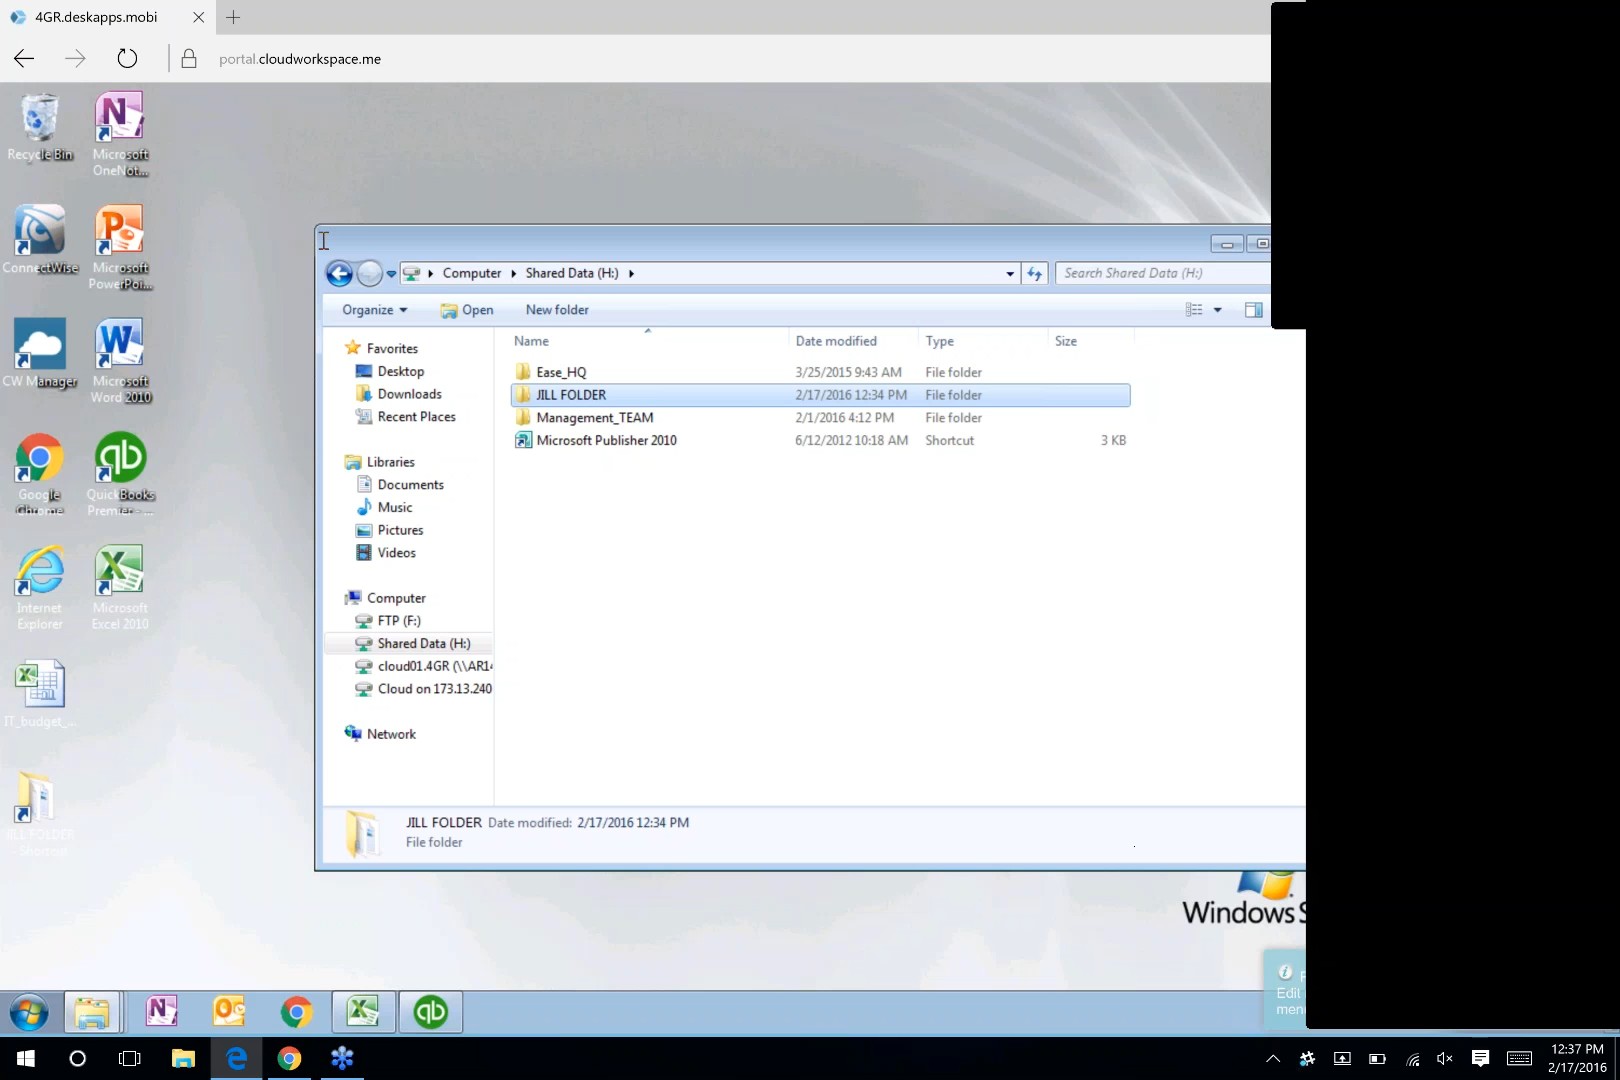 4GR.deskapps.mobi
portal.cloudworkspace.me
Recycle Bin
Microsoft
OneNot...
ConnectWise
Microsoft
PowerPoi...
CW Manager
Microsoft
Word 2010
Google
Chrome
QuickBooks
Premier - ...
Internet
Explorer
Microsoft
Excel 2010
IT_budget_...
JILL FOLDER
- Shortcut
Computer
Shared Data (H:)
Search Shared Data (H:)
Organize
Open
New folder
Favorites
Desktop
Downloads
Recent Places
Libraries
Documents
Music
Pictures
Videos
Computer
FTP (F:)
Shared Data (H:)
cloud01.4GR (\\AR14
Cloud on 173.13.240
Network
Name Date modified Type Size
Ease_HQ 3/25/2015 9:43 AM File folder
JILL FOLDER 2/17/2016 12:34 PM File folder
Management_TEAM 2/1/2016 4:12 PM File folder
Microsoft Publisher 2010 6/12/2012 10:18 AM Shortcut 3 KB
JILL FOLDER Date modified: 2/17/2016 12:34 PM
File folder
Windows S
Edit
menu
12:37 PM
2/17/2016